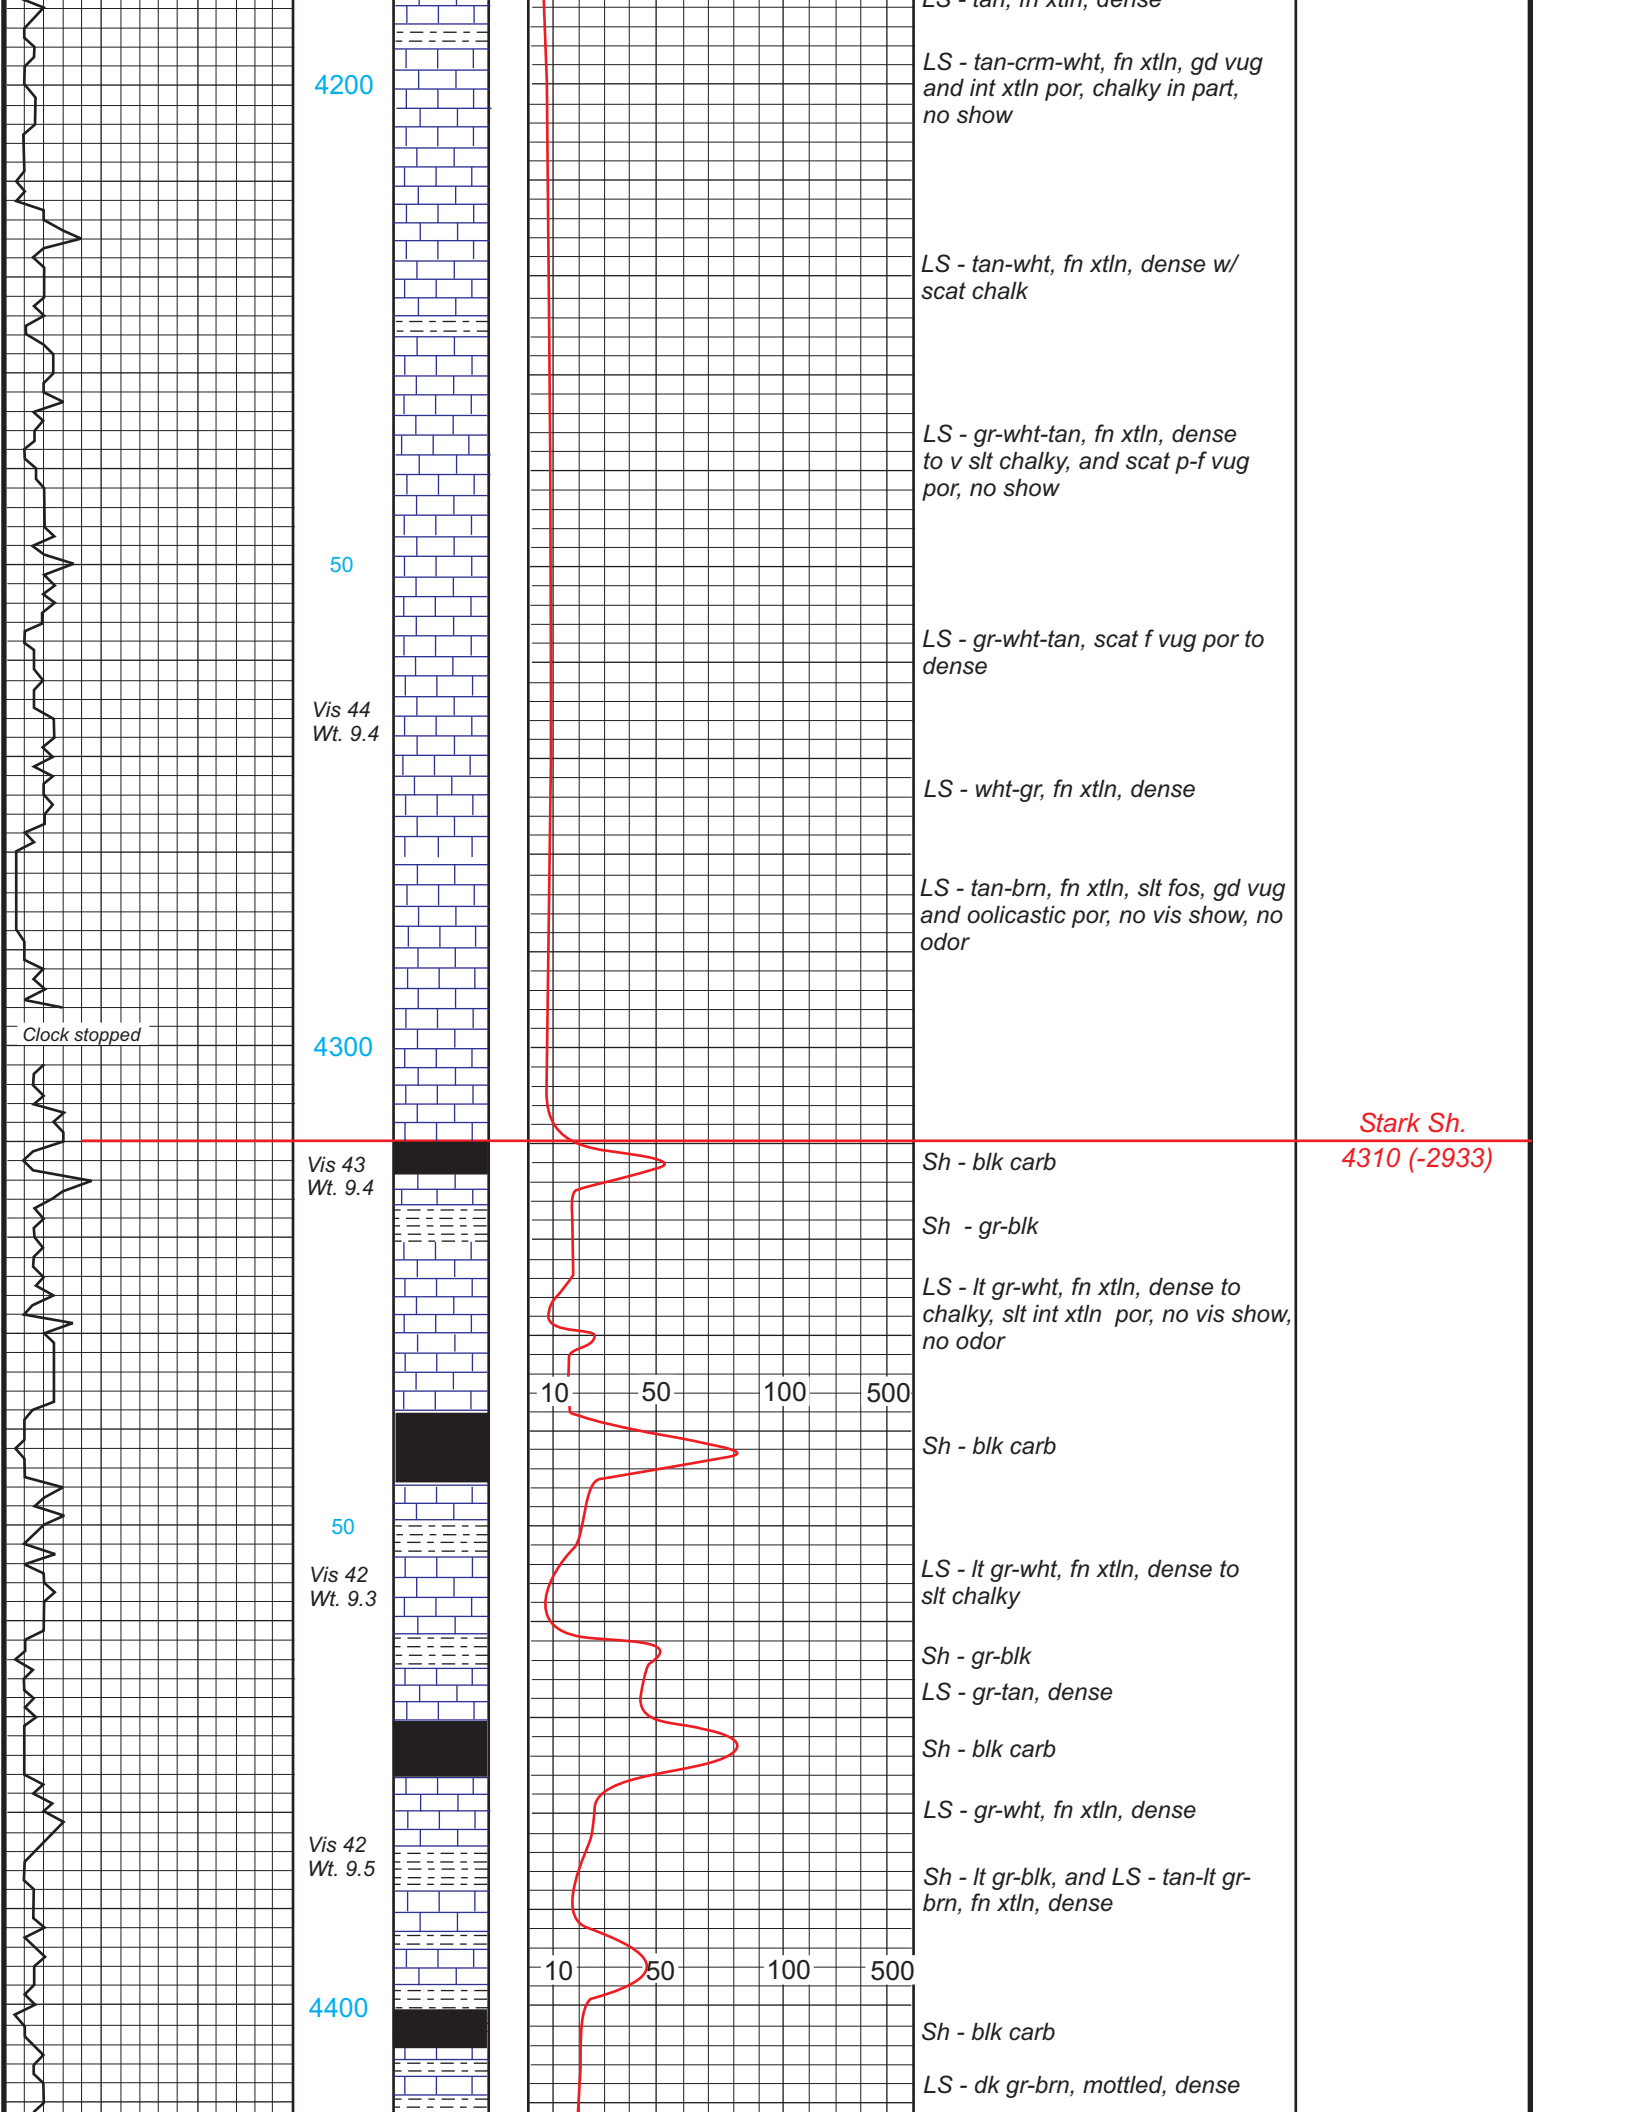 LS - tan, fn xtln, dense
4200
LS - tan-crm-wht, fn xtln, gd vug
and int xtln por, chalky in part,
no show
LS - tan-wht, fn xtln, dense w/
scat chalk
LS - gr-wht-tan, fn xtln, dense
to v slt chalky, and scat p-f vug
por, no show
50
LS - gr-wht-tan, scat f vug por to
dense
Vis 44
Wt. 9.4
LS - wht-gr, fn xtln, dense
LS - tan-brn, fn xtln, slt fos, gd vug
and oolicastic por, no vis show, no
odor
Clock stopped
4300
Stark Sh.
4310 (-2933)
Vis 43
Wt. 9.4
Sh - blk carb
Sh - gr-blk
LS - lt gr-wht, fn xtln, dense to
chalky, slt int xtln por, no vis show,
no odor
10 50 100 500
Sh - blk carb
50
Vis 42
Wt. 9.3
LS - lt gr-wht, fn xtln, dense to
slt chalky
Sh - gr-blk
LS - gr-tan, dense
Sh - blk carb
LS - gr-wht, fn xtln, dense
Vis 42
Wt. 9.5
Sh - lt gr-blk, and LS - tan-lt gr-
brn, fn xtln, dense
10 50 100 500
4400
Sh - blk carb
LS - dk gr-brn, mottled, dense